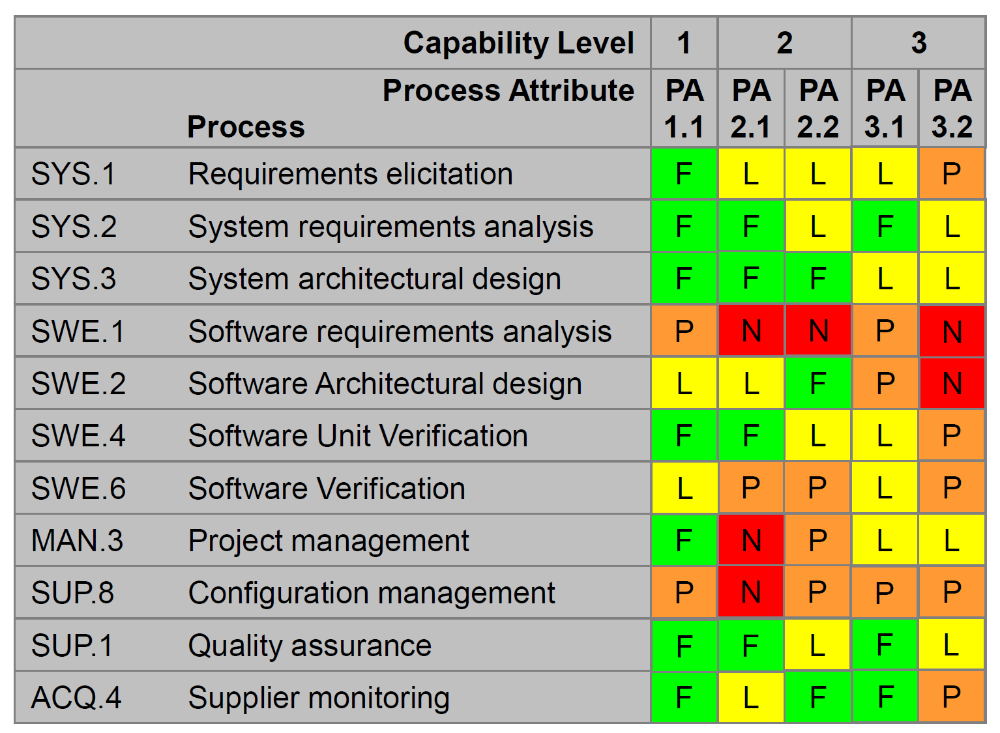 Capability Level 1 2 3
Process Attribute PA PA PA PA PA
Process 1.1 2.1 2.2 3.1 3.2
SYS.1 Requirements elicitation F L L L P
SYS.2 System requirements analysis F F L F L
SYS.3 System architectural design F F F L L
SWE.1 Software requirements analysis P N N P N
SWE.2 Software Architectural design L L F P N
SWE.4 Software Unit Verification F F L L P
SWE.6 Software Verification L P P L P
MAN.3 Project management F N P L L
SUP.8 Configuration management P N P P P
SUP.1 Quality assurance F F L F L
ACQ.4 Supplier monitoring F L F F P